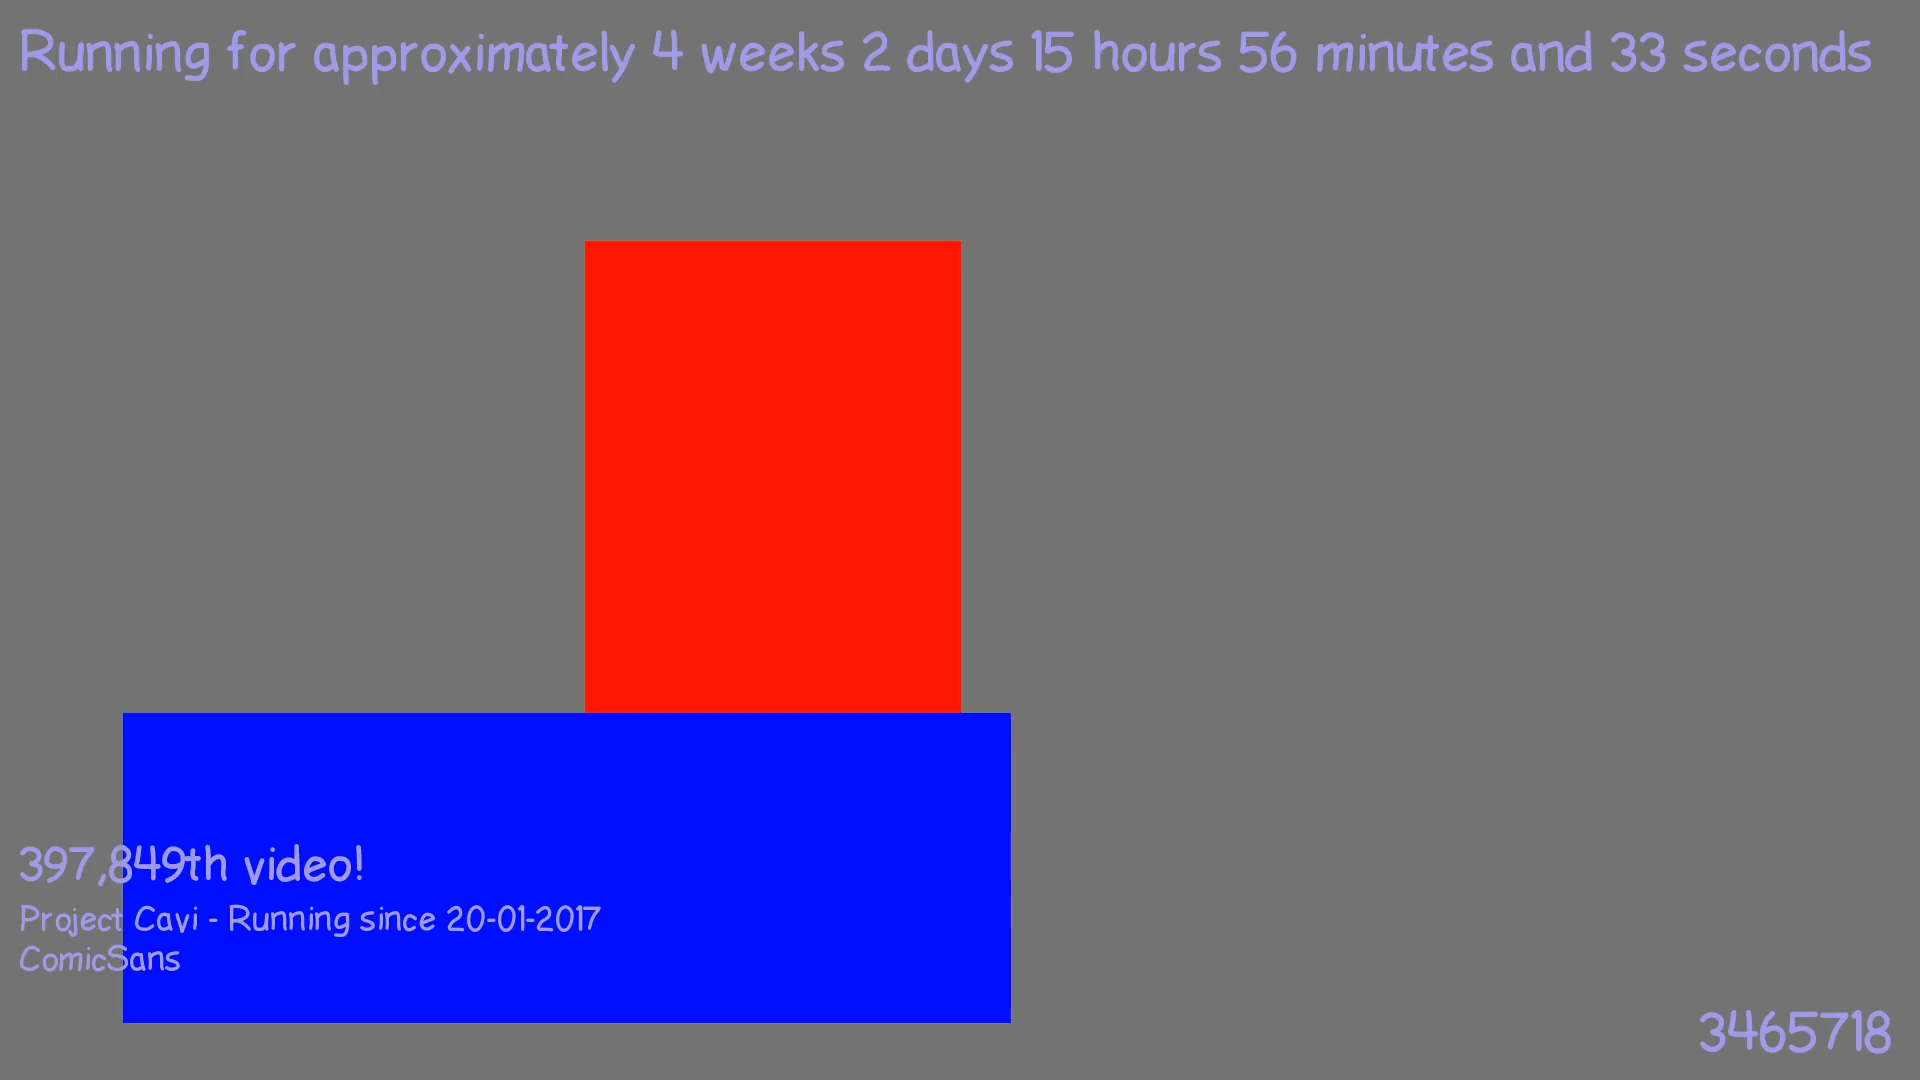 Running for approximately 4 weeks 2 days 15 hours 56 minutes and 33 seconds
397,849th video!
Project Cavi - Running since 20-01-2017
ComicSans
3465718